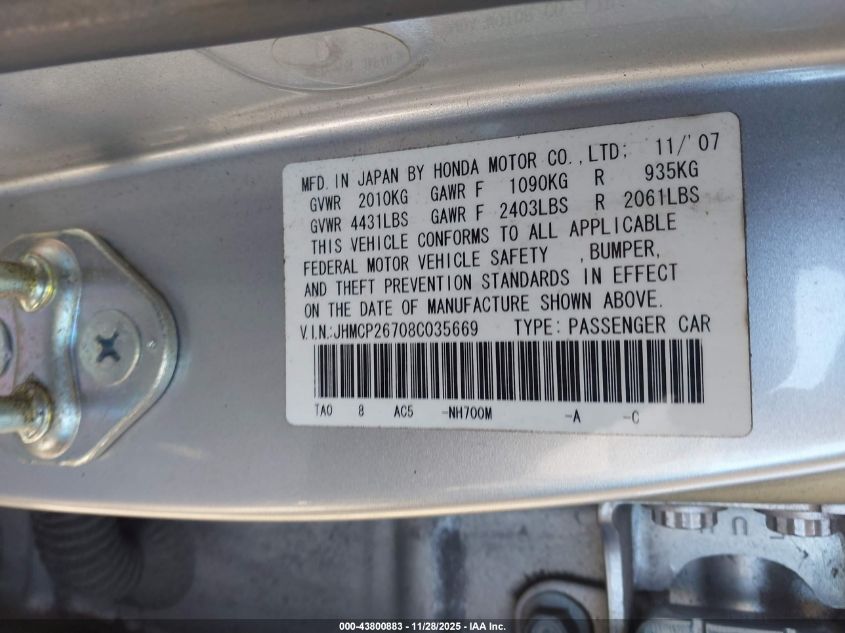 MFD. IN JAPAN BY HONDA MOTOR CO.,LTD; 11/'07
GVWR 2010KG GAWR F 1090KG R 935KG
GVWR 4431LBS GAWR F 2403LBS R 2061LBS
THIS VEHICLE CONFORMS TO ALL APPLICABLE
FEDERAL MOTOR VEHICLE SAFETY ,BUMPER,
AND THEFT PREVENTION STANDARDS IN EFFECT
ON THE DATE OF MANUFACTURE SHOWN ABOVE.
V.I.N.:JHMCP26708C035669 TYPE: PASSENGER CAR
TA0 8 AC5 -NH700M -A -C
000-43800883 - 11/28/2025 - IAA Inc.